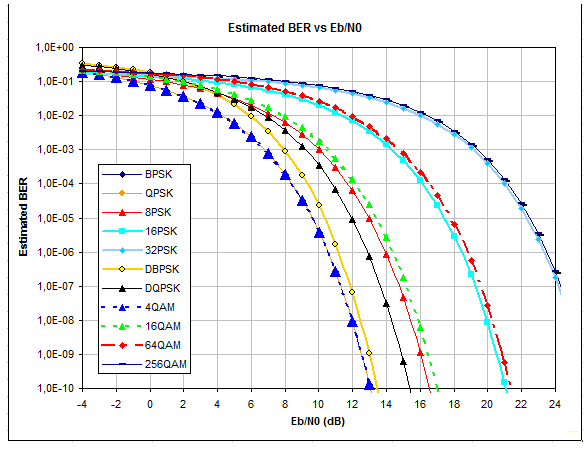 Estimated BER vs Eb/N0
1,0E+00
1,0E-01
1,0E-02
1,0E-03
1,0E-04
1,0E-05
1,0E-06
1,0E-07
1,0E-08
1,0E-09
1,0E-10
Estimated BER
BPSK
QPSK
8PSK
16PSK
32PSK
DBPSK
DQPSK
4QAM
16QAM
64QAM
256QAM
-4 -2 0 2 4 6 8 10 12 14 16 18 20 22 24
Eb/N0 (dB)